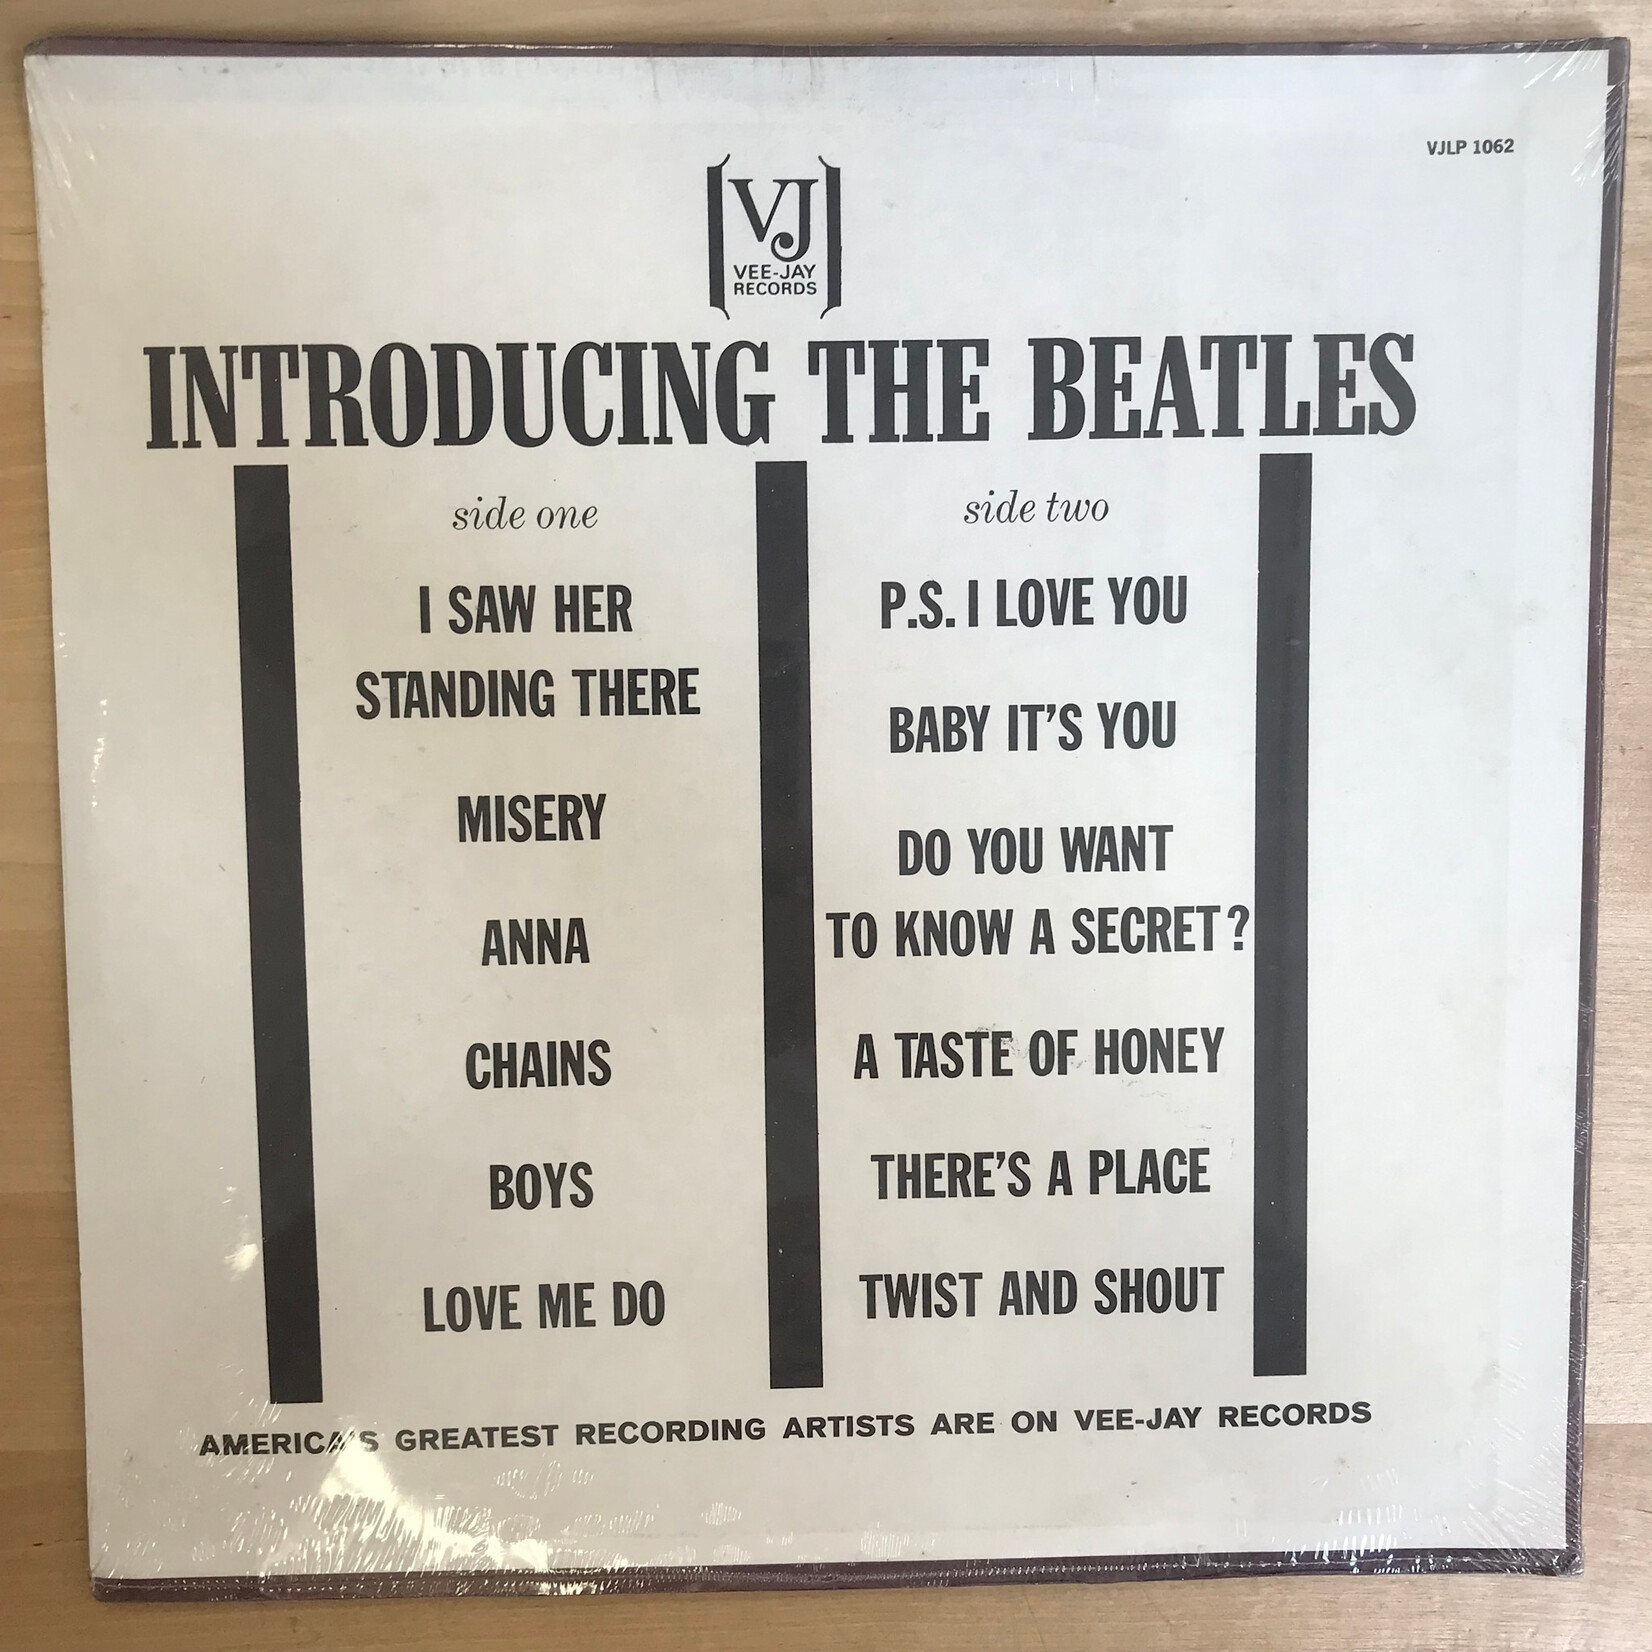 VJLP 1062
VJ
VEE-JAY
RECORDS
INTRODUCING THE BEATLES
side one
I SAW HER
STANDING THERE
MISERY
ANNA
CHAINS
BOYS
LOVE ME DO
side two
P.S. I LOVE YOU
BABY IT'S YOU
DO YOU WANT
TO KNOW A SECRET?
A TASTE OF HONEY
THERE'S A PLACE
TWIST AND SHOUT
AMERICA'S GREATEST RECORDING ARTISTS ARE ON VEE-JAY RECORDS